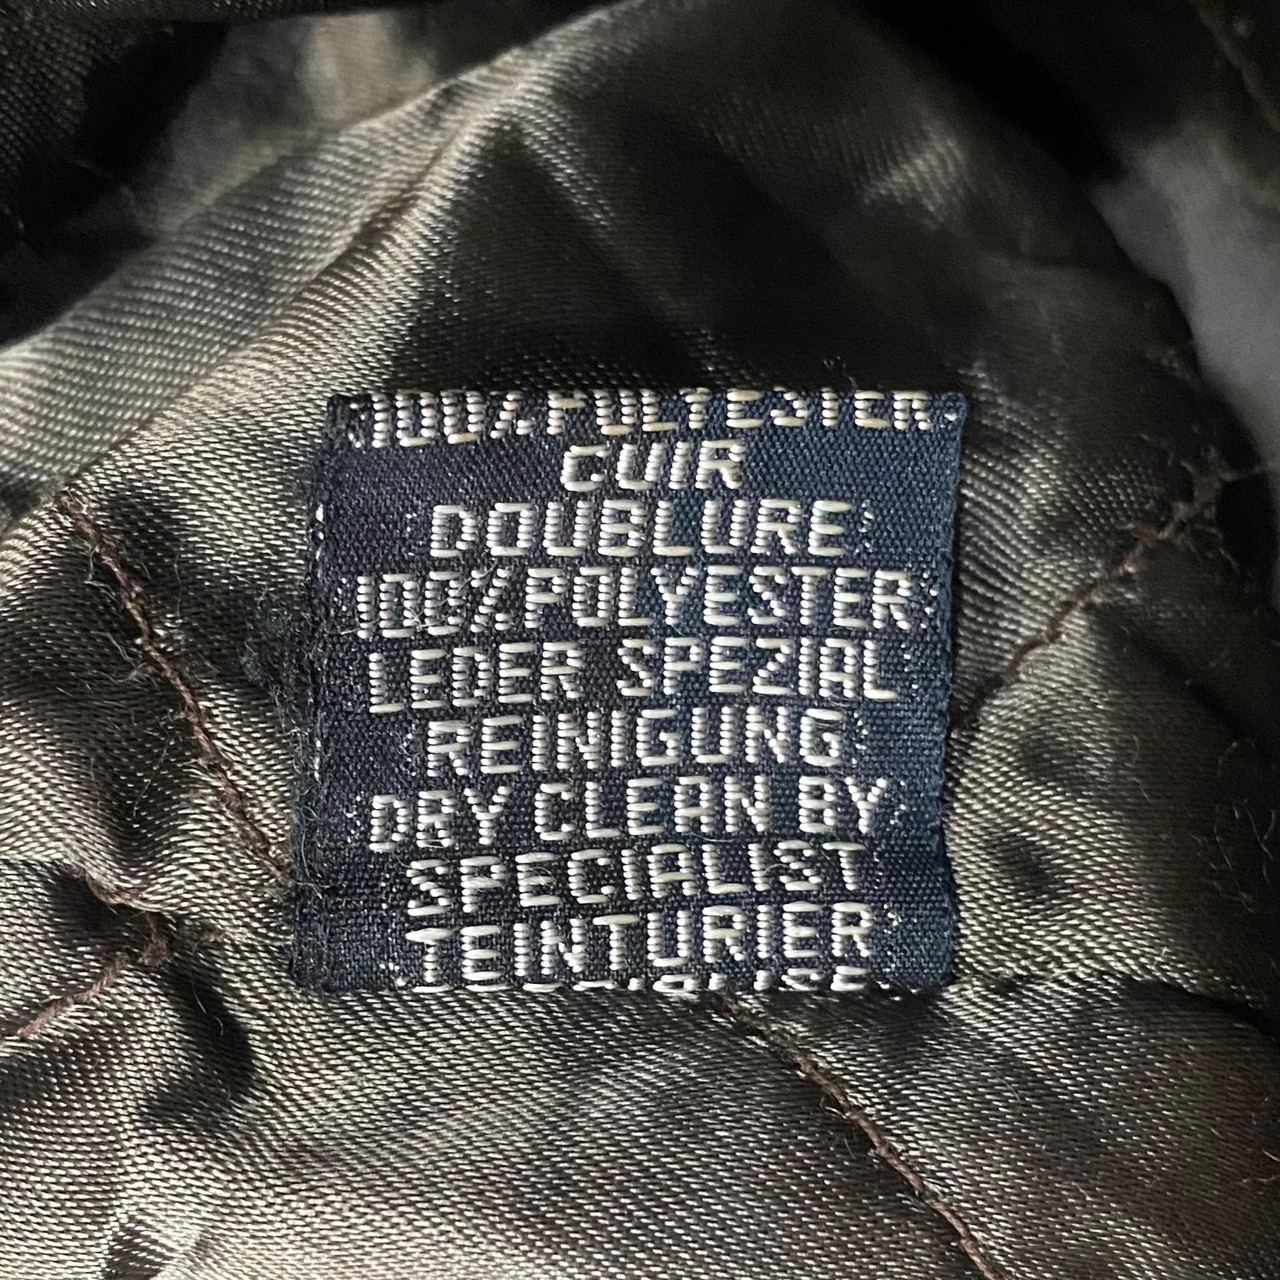 100% POLYESTER
CUIR
DOUBLURE
100% POLYESTER
LEDER SPEZIAL
REINIGUNG
DRY CLEAN BY
SPECIALIST
TEINTURIER